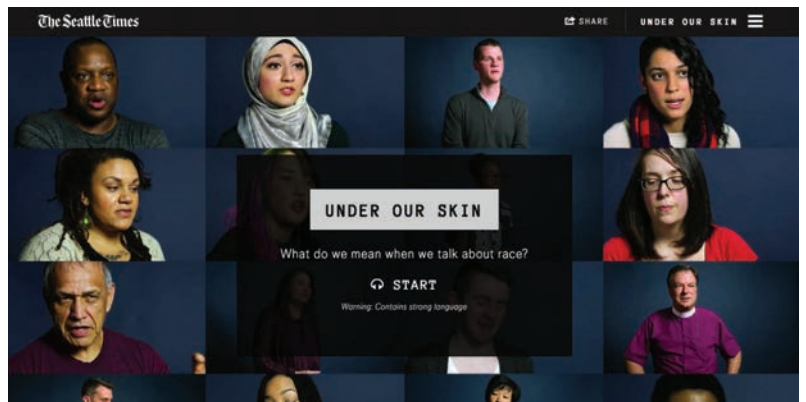 The Seattle Times
SHARE
UNDER OUR SKIN
UNDER OUR SKIN
What do we mean when we talk about race?
START
Warning: Contains strong language